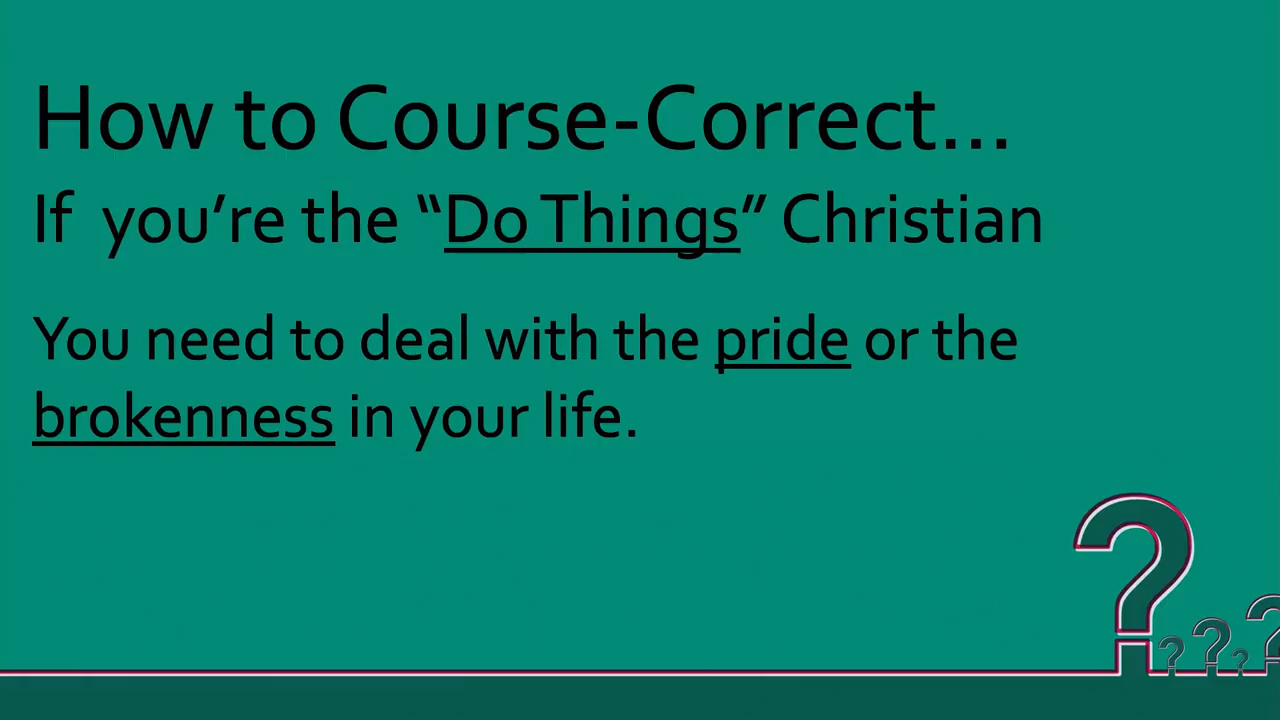 How to Course-Correct...
If you’re the “Do Things” Christian
You need to deal with the pride or the
brokenness in your life.